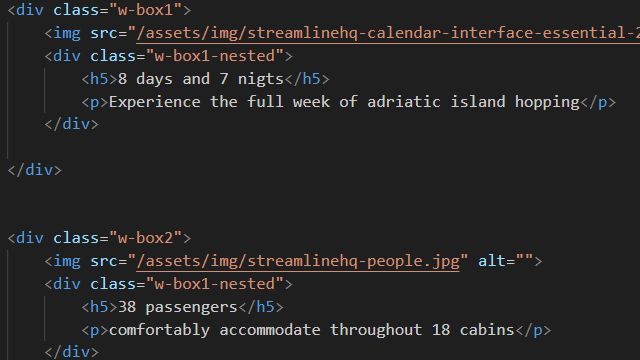 <div class="w-box1">
<img src="/assets/img/streamlinehq-calendar-interface-essential-2
<div class="w-box1-nested">
<h5>8 days and 7 nigts</h5>
<p>Experience the full week of adriatic island hopping</p>
</div>
</div>
<div class="w-box2">
<img src="/assets/img/streamlinehq-people.jpg" alt="">
<div class="w-box1-nested">
<h5>38 passengers</h5>
<p>comfortably accommodate throughout 18 cabins</p>
</div>